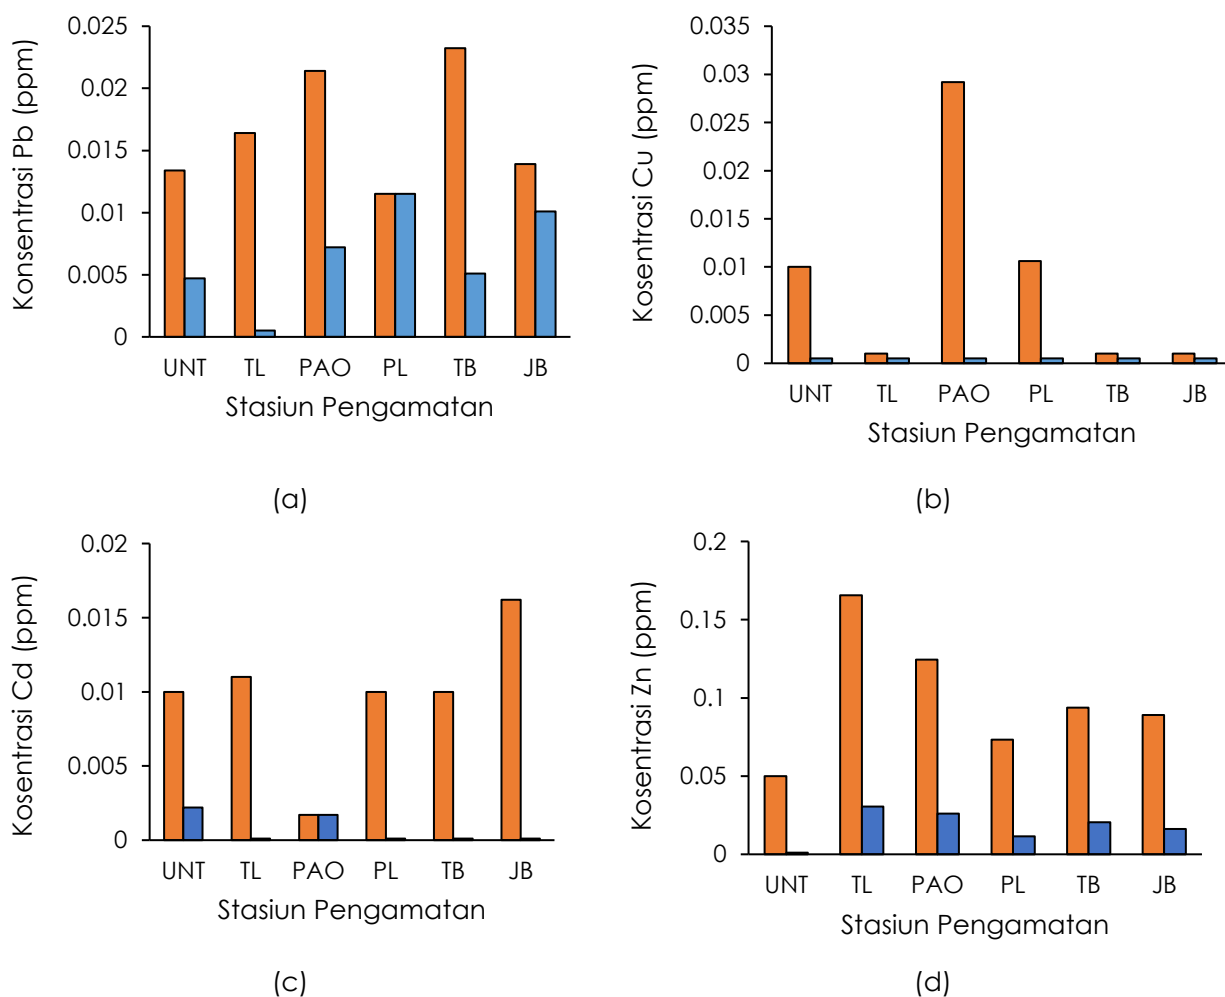 Konsentrasi Pb (ppm)
0.025
0.02
0.015
0.01
0.005
0
UNT TL PAO PL TB JB
Stasiun Pengamatan
(a)
Kosentrasi Cu (ppm)
0.035
0.03
0.025
0.02
0.015
0.01
0.005
0
UNT TL PAO PL TB JB
Stasiun Pengamatan
(b)
Kosentrasi Cd (ppm)
0.02
0.015
0.01
0.005
0
UNT TL PAO PL TB JB
Stasiun Pengamatan
(c)
Kosentrasi Zn (ppm)
0.2
0.15
0.1
0.05
0
UNT TL PAO PL TB JB
Stasiun Pengamatan
(d)